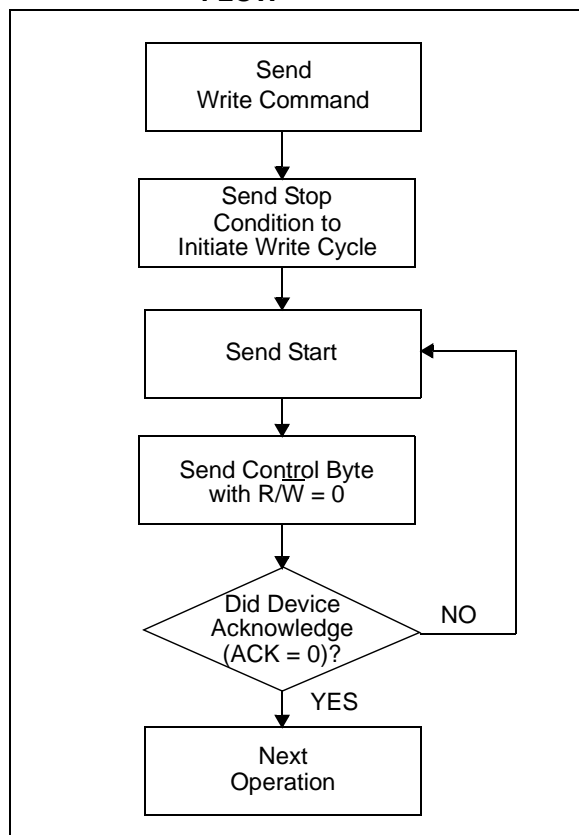 FLOW
Send
Write Command
Send Stop
Condition to
Initiate Write Cycle
Send Start
Send Control Byte
with R/W̅ = 0
Did Device
Acknowledge
(ACK = 0)?
NO
YES
Next
Operation